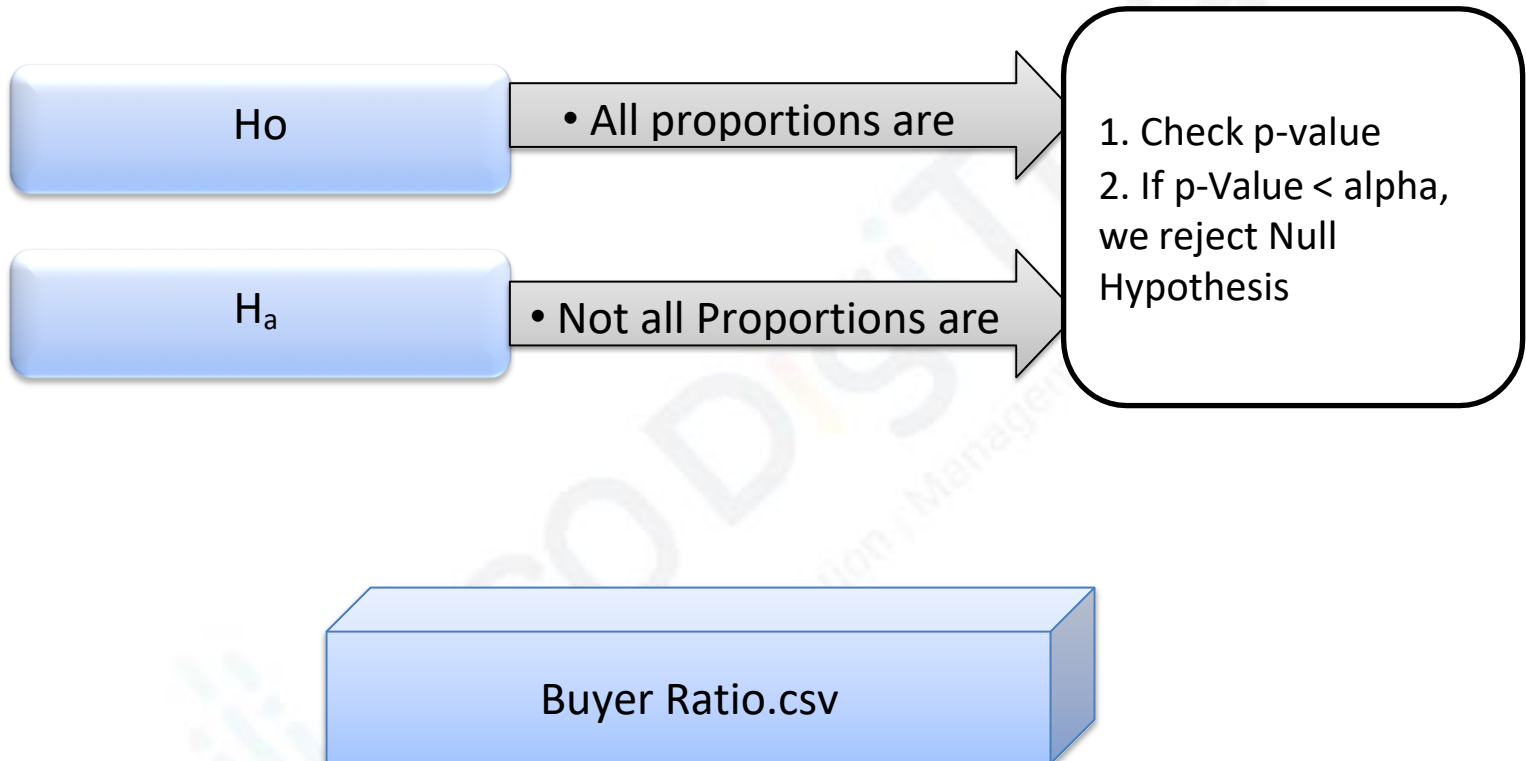 Ho
• All proportions are
1. Check p-value
2. If p-Value < alpha,
we reject Null
Hypothesis
Ha
• Not all Proportions are
Buyer Ratio.csv